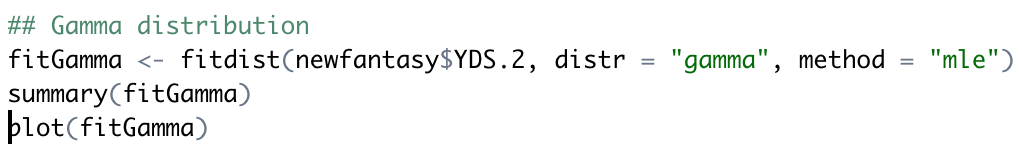 ## Gamma distribution
fitGamma <- fitdist(newfantasy$YDS.2, distr = "gamma", method = "mle")
summary(fitGamma)
plot(fitGamma)